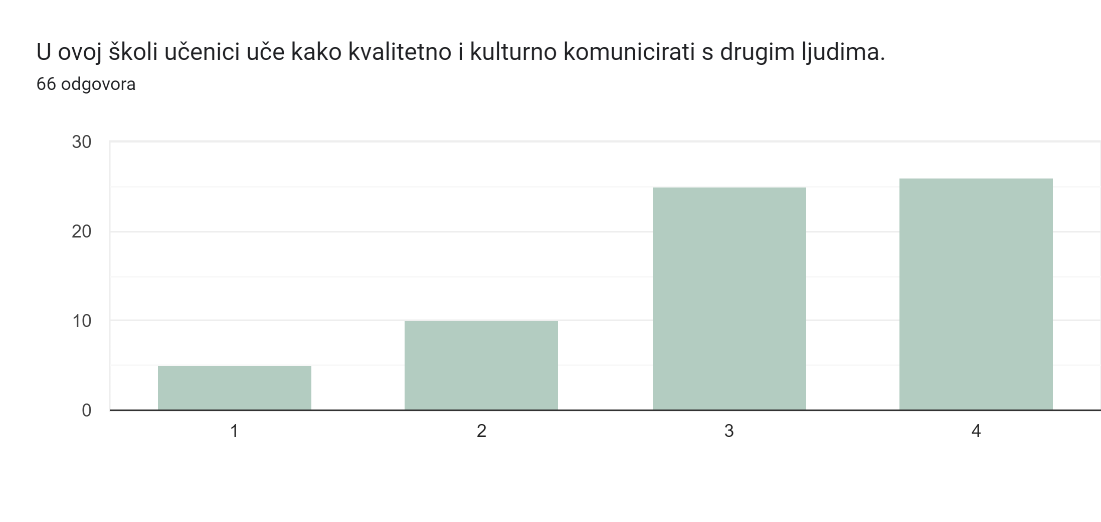 U ovoj školi učenici uče kako kvalitetno i kulturno komunicirati s drugim ljudima.
66 odgovora
30
20
10
0
1 2 3 4